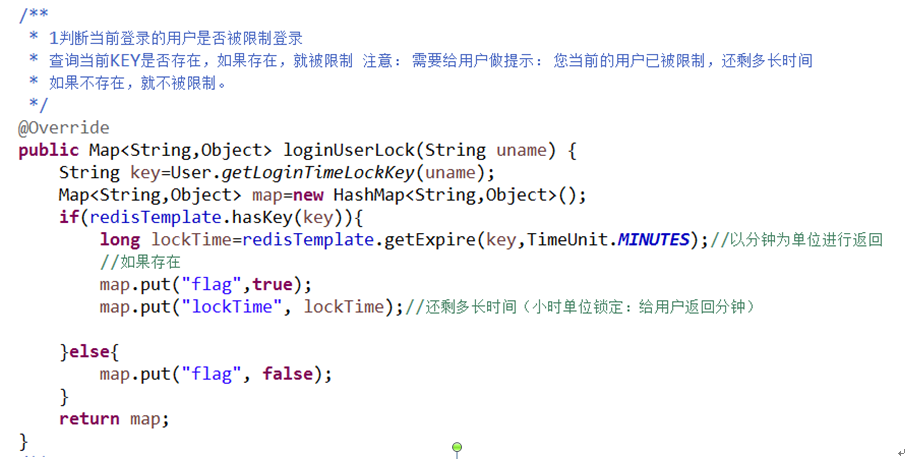 /**
 * 1判断当前登录的用户是否被限制登录
 * 查询当前KEY是否存在，如果存在，就被限制 注意：需要给用户做提示：您当前的用户已被限制，还剩多长时间
 * 如果不存在，就不被限制。
 */
@Override
public Map<String,Object> loginUserLock(String uname) {
    String key=User.getLoginTimeLockKey(uname);
    Map<String,Object> map=new HashMap<String,Object>();
    if(redisTemplate.hasKey(key)){
        long lockTime=redisTemplate.getExpire(key,TimeUnit.MINUTES);//以分钟为单位进行返回
        //如果存在
        map.put("flag",true);
        map.put("lockTime", lockTime);//还剩多长时间（小时单位锁定：给用户返回分钟）
    }else{
        map.put("flag", false);
    }
    return map;
}